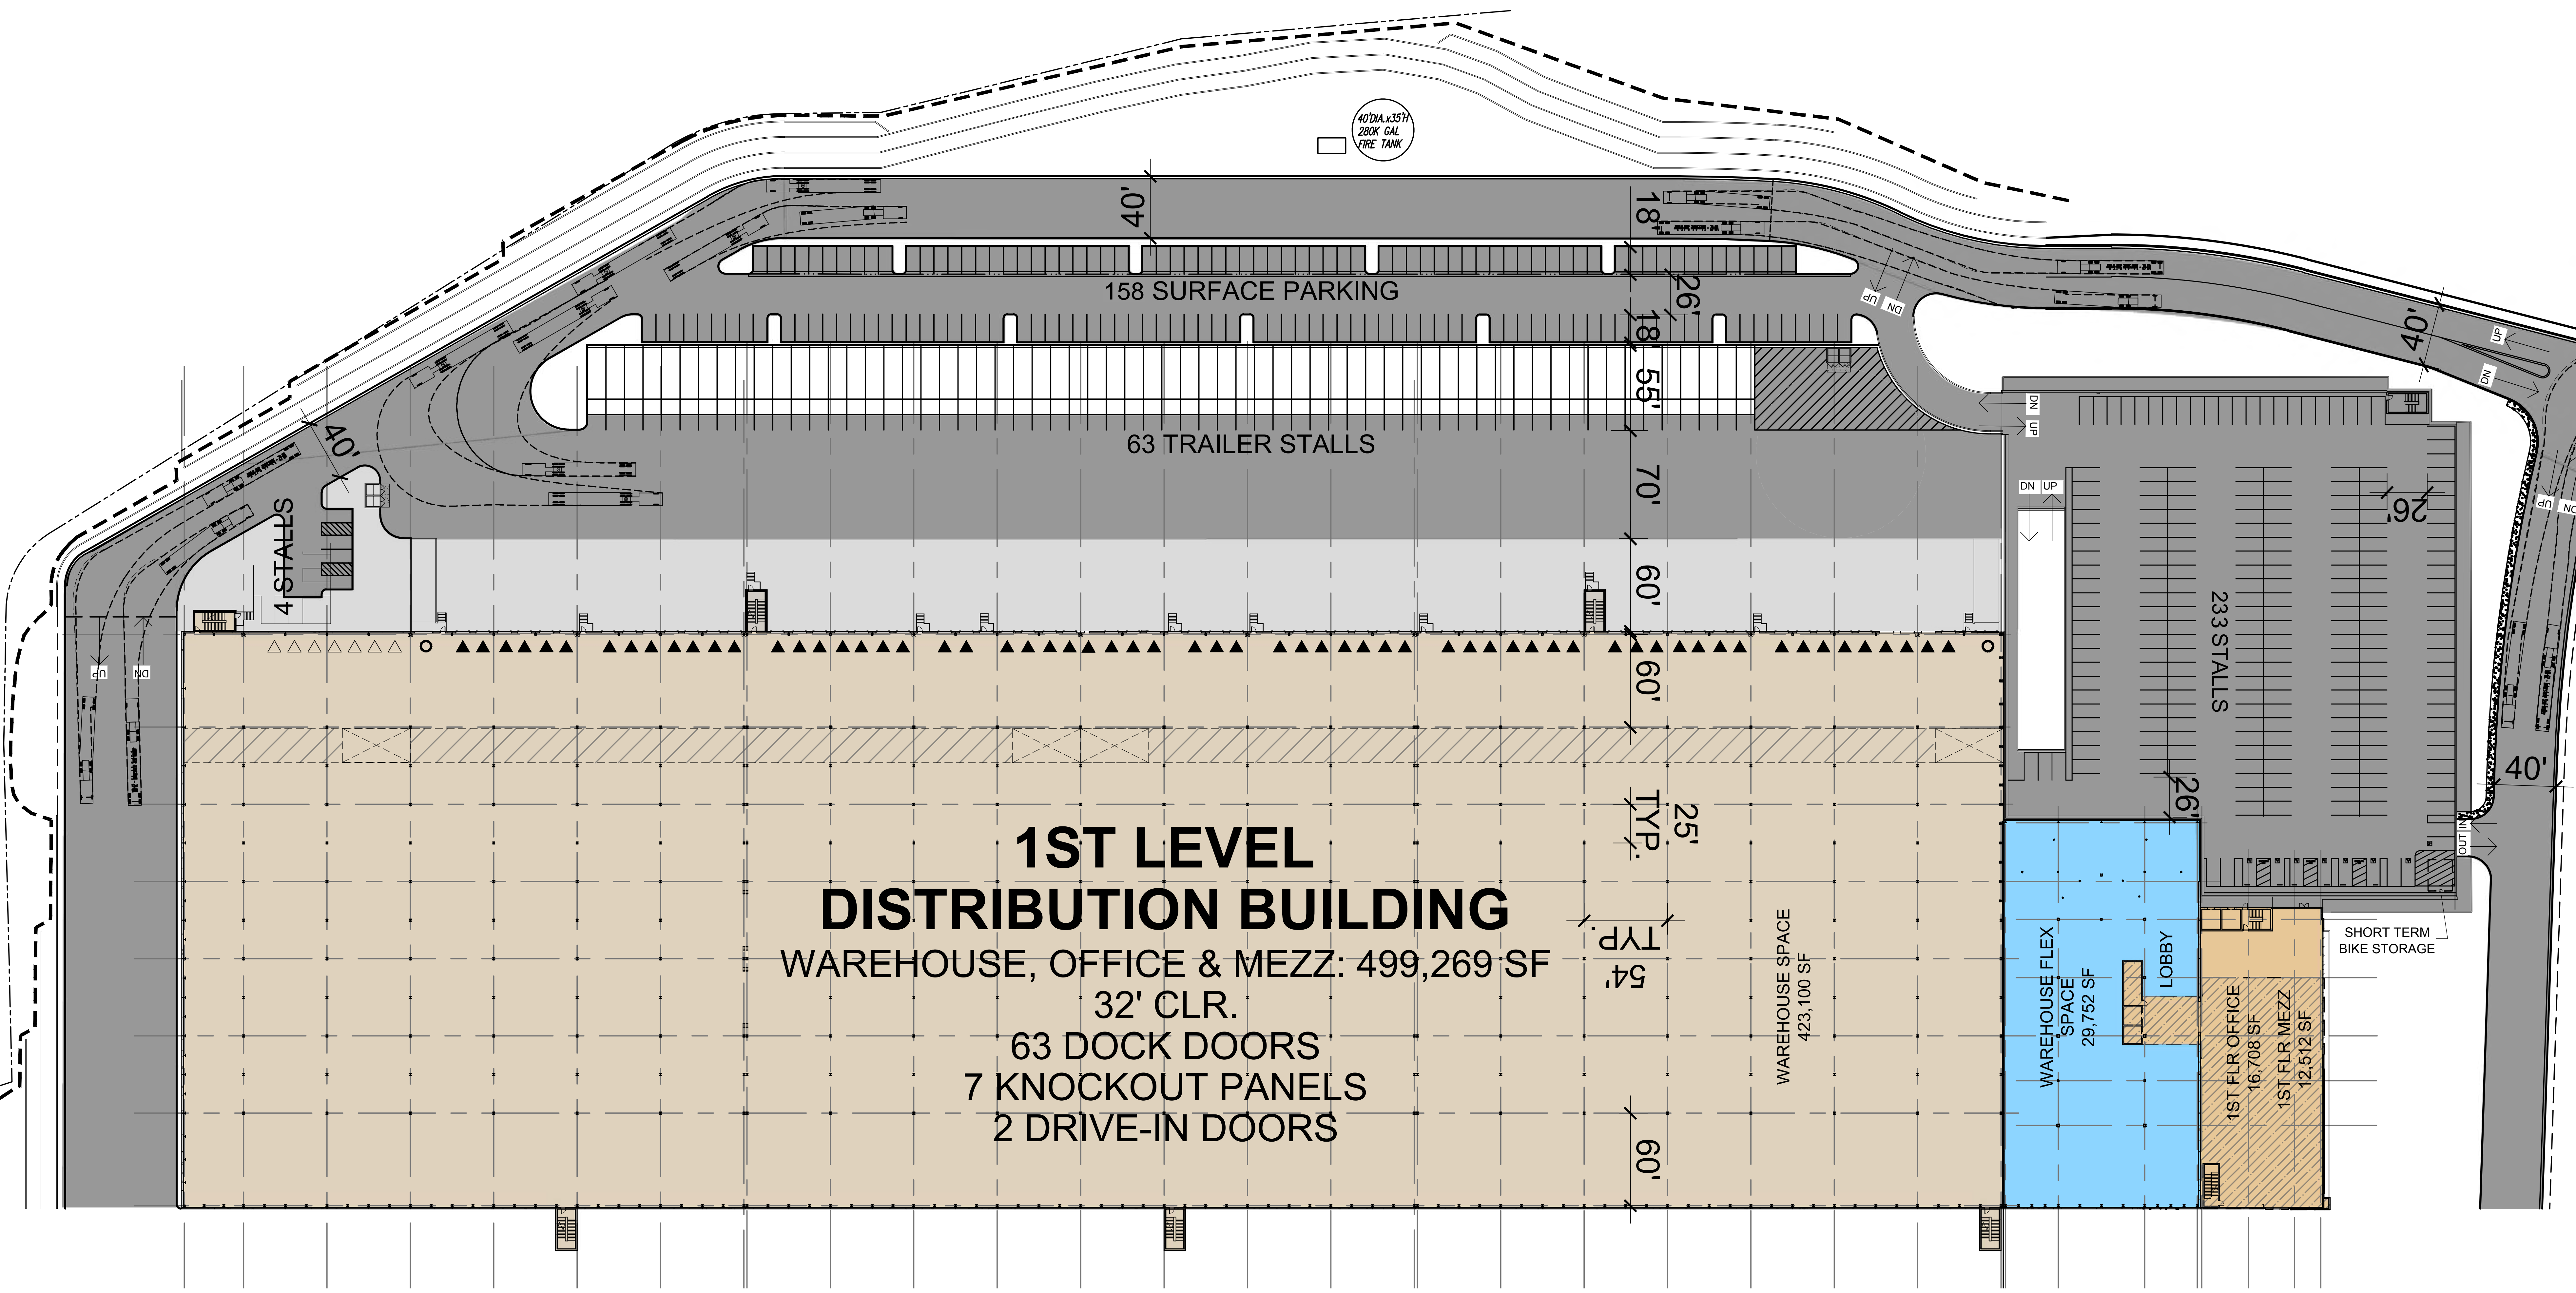 40'DIA.x35'H
280K GAL
FIRE TANK
40'
18'
158 SURFACE PARKING
26'
18'
UP
DN
40'
UP
DN
55'
63 TRAILER STALLS
40'
70'
DN
UP
DN
UP
26'
UP
4 STALLS
60'
233 STALLS
UP
DN
60'
40'
26'
25'
TYP.
IN
OUT
1ST LEVEL
DISTRIBUTION BUILDING
WAREHOUSE, OFFICE & MEZZ: 499,269 SF
32' CLR.
63 DOCK DOORS
7 KNOCKOUT PANELS
2 DRIVE-IN DOORS
54'
TYP.
WAREHOUSE SPACE
423,100 SF
WAREHOUSE FLEX
SPACE
29,752 SF
LOBBY
1ST FLR OFFICE
16,708 SF
1ST FLR MEZZ
12,512 SF
SHORT TERM
BIKE STORAGE
60'